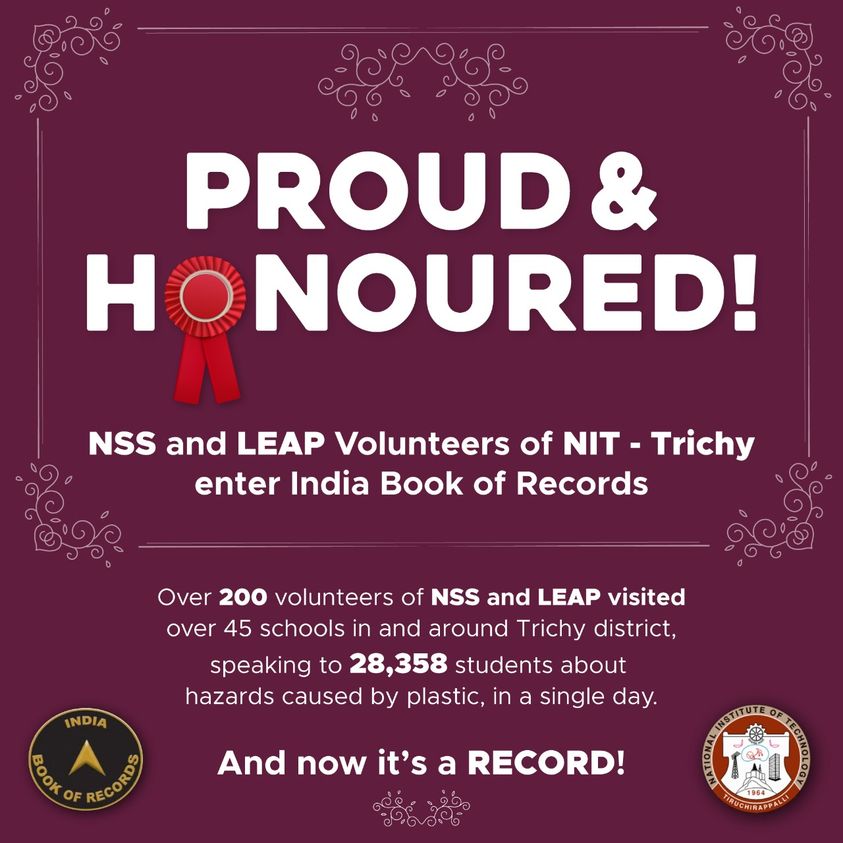 PROUD &
HONOURED!
NSS and LEAP Volunteers of NIT - Trichy
enter India Book of Records
Over 200 volunteers of NSS and LEAP visited
over 45 schools in and around Trichy district,
speaking to 28,358 students about
hazards caused by plastic, in a single day.
And now it's a RECORD!
INDIA
BOOK OF RECORDS
NATIONAL INSTITUTE OF TECHNOLOGY
1964
TIRUCHIRAPPALLI